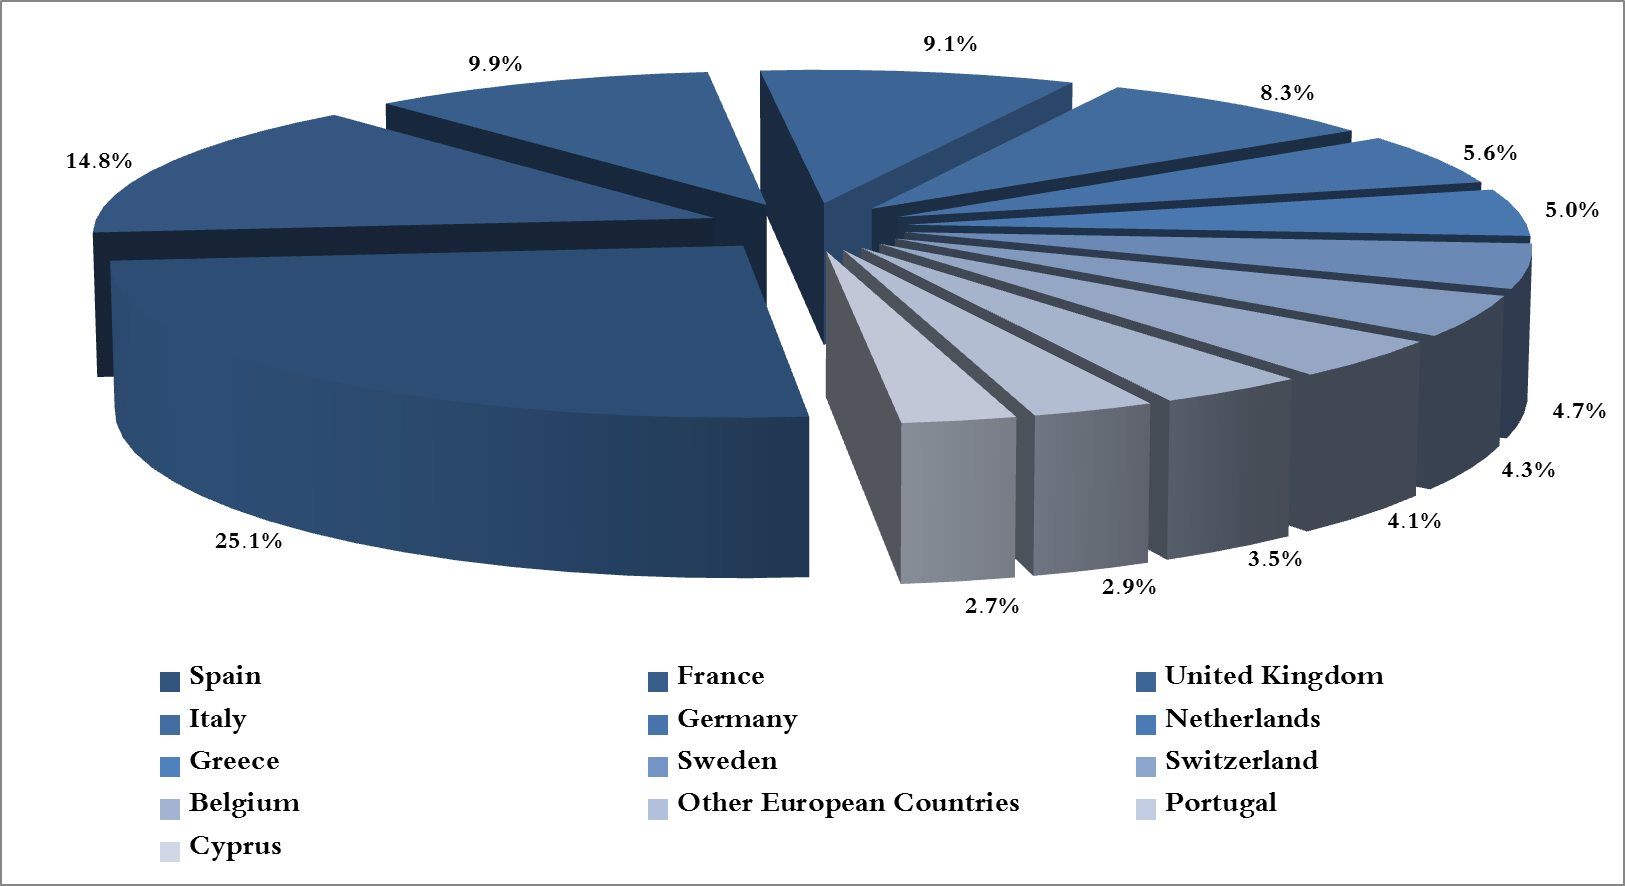 9.1%
9.9%
8.3%
14.8%
5.6%
5.0%
4.7%
4.3%
4.1%
25.1%
3.5%
2.9%
2.7%
Spain France United Kingdom
Italy Germany Netherlands
Greece Sweden Switzerland
Belgium Other European Countries Portugal
Cyprus